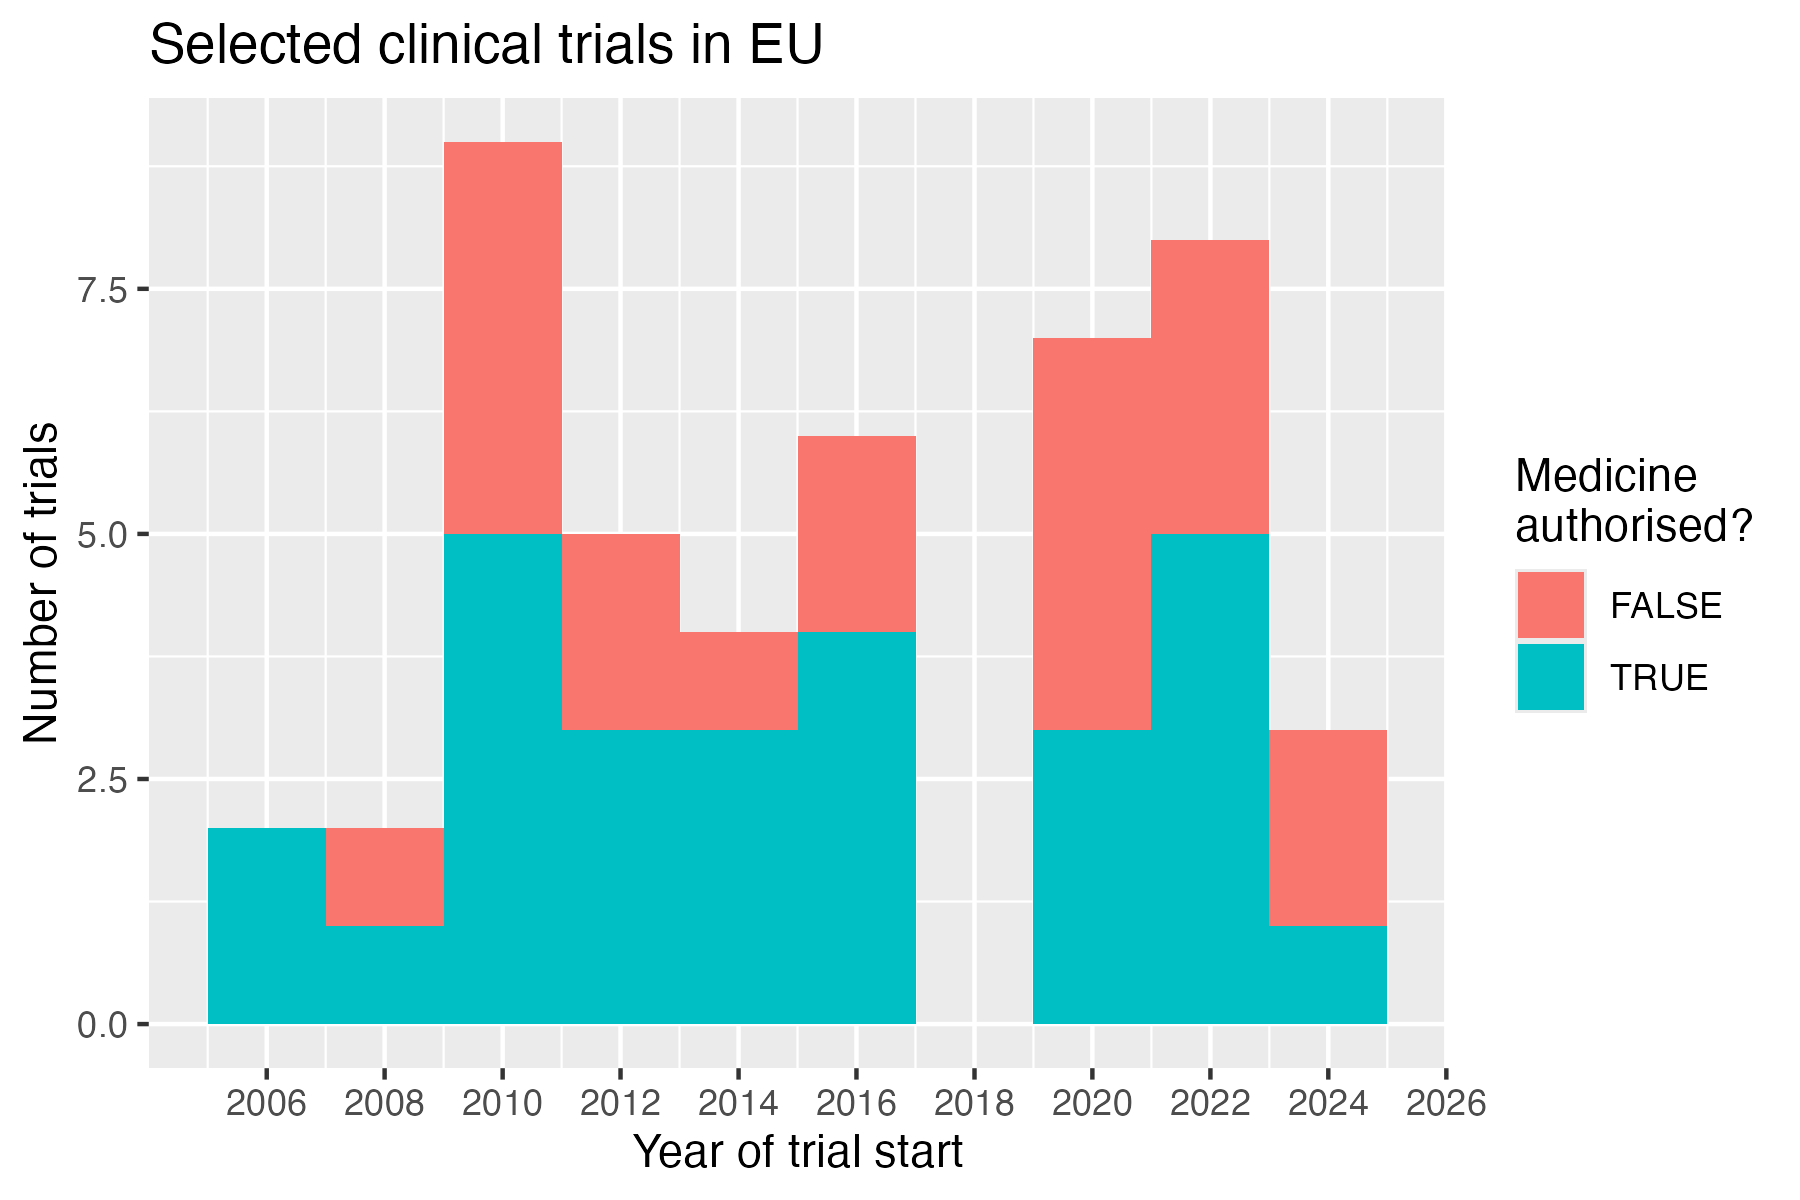 Selected clinical trials in EU
Number of trials
7.5
5.0
2.5
0.0
2006 2008 2010 2012 2014 2016 2018 2020 2022 2024 2026
Year of trial start
Medicine
authorised?
FALSE
TRUE